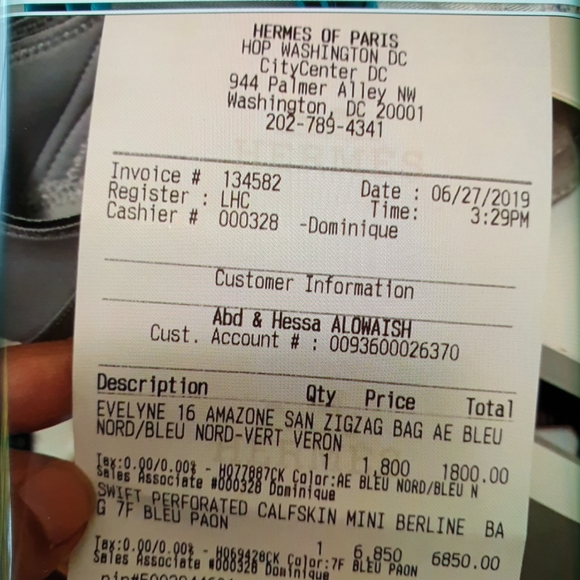 HERMES OF PARIS
HOP WASHINGTON DC
CityCenter DC
944 Palmer Alley NW
Washington, DC 20001
202-789-4341
HERMES
Invoice # 134582 Date : 06/27/2019
Register : LHC Time: 3:29PM
Cashier # 000328 -Dominique
Customer Information
Abd & Hessa ALOWAISH
Cust. Account # : 0093600026370
Description Qty Price Total
EVELYNE 16 AMAZONE SAN ZIGZAG BAG AE BLEU
NORD/BLEU NORD-VERT VERON
1 1,800 1800.00
Tax:0.00/0.00% - H077887CK Color:AE BLEU NORD/BLEU N
Sales Associate #000328 Dominique
SWIFT PERFORATED CALFSKIN MINI BERLINE BA
G 7F BLEU PAON
1 6,850 6850.00
Tax:0.00/0.00% - H069428CK Color:7F BLEU PAON
Sales Associate #000328 Dominique